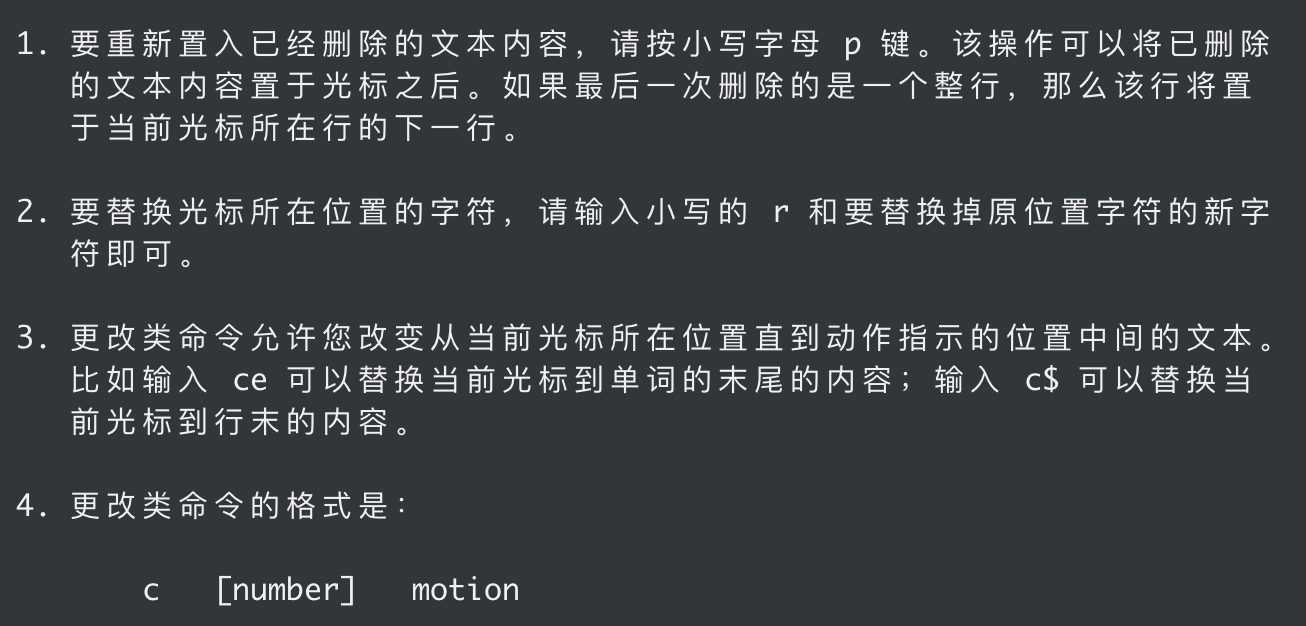 1. 要重新置入已经删除的文本内容，请按小写字母 p 键。该操作可以将已删除
的文本内容置于光标之后。如果最后一次删除的是一个整行，那么该行将置
于当前光标所在行的下一行。
2. 要替换光标所在位置的字符，请输入小写的 r 和要替换掉原位置字符的新字
符即可。
3. 更改类命令允许您改变从当前光标所在位置直到动作指示的位置中间的文本。
比如输入 ce 可以替换当前光标到单词的末尾的内容；输入 c$ 可以替换当
前光标到行末的内容。
4. 更改类命令的格式是：
c [number] motion